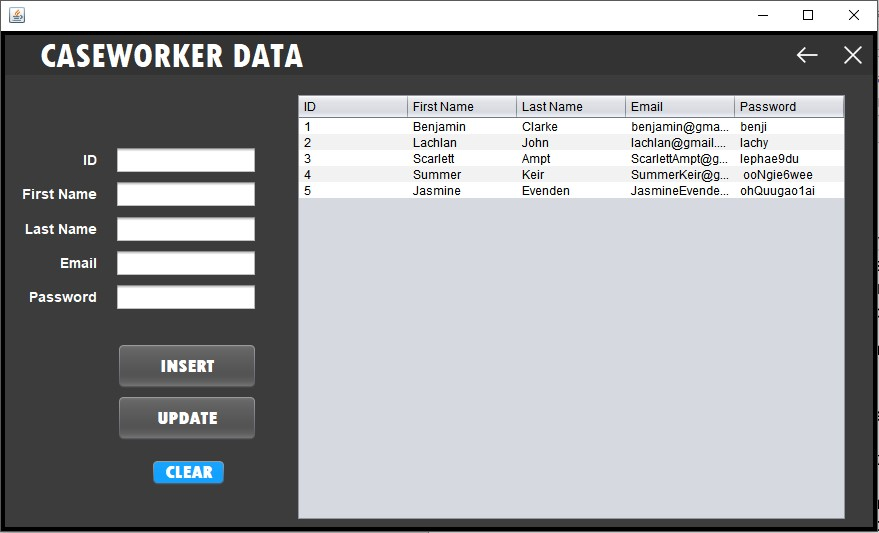 CASEWORKER DATA
ID
First Name
Last Name
Email
Password
INSERT
UPDATE
CLEAR
ID First Name Last Name Email Password
1 Benjamin Clarke benjamin@gma... benji
2 Lachlan John lachlan@gmail.... lachy
3 Scarlett Ampt ScarlettAmpt@g... lephae9du
4 Summer Keir SummerKeir@g... ooNgie6wee
5 Jasmine Evenden JasmineEvende... ohQuugao1ai